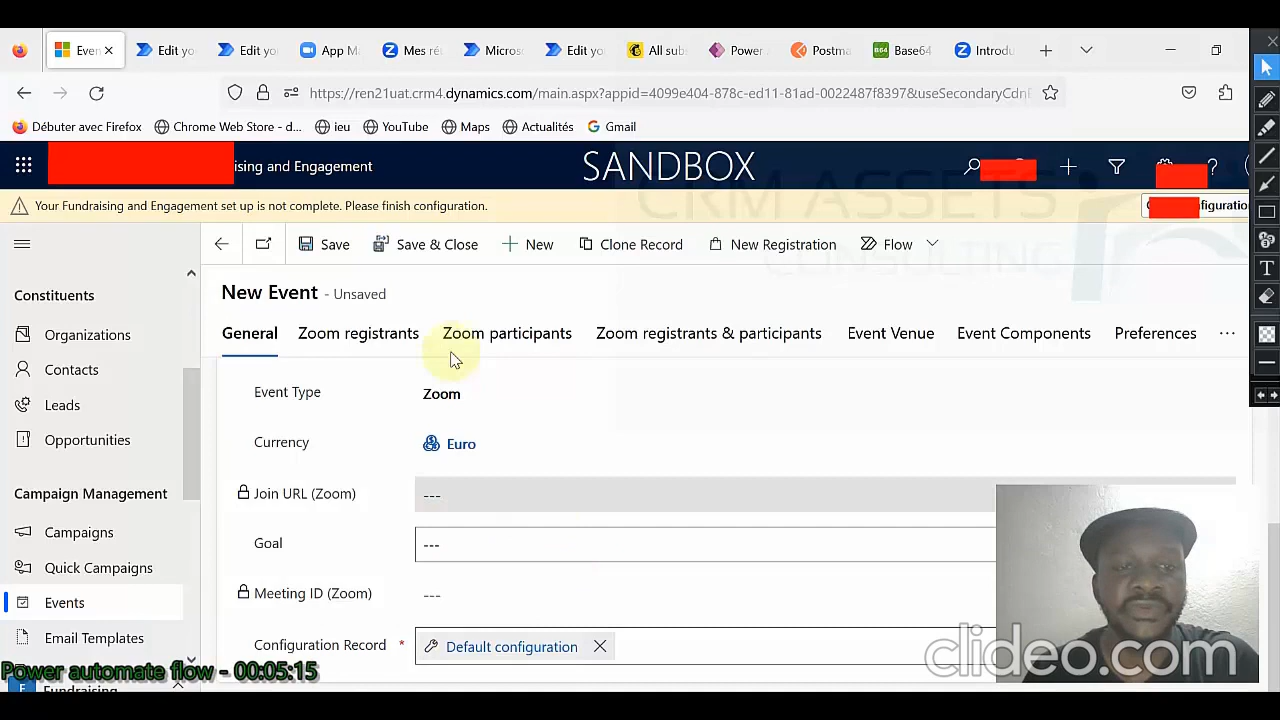 Even
Edit yo
Edit yo
App Ma
Mes ré
Micros
Edit yo
All sub
Power
Postma
Base64
Introdu
https://ren21uat.crm4.dynamics.com/main.aspx?appid=4099e404-878c-ed11-81ad-0022487f8397&useSecondaryCdn
Débuter avec Firefox
Chrome Web Store - d...
ieu
YouTube
Maps
Actualités
Gmail
ising and Engagement
SANDBOX
CRM ASSETS
CONSULTING
Your Fundraising and Engagement set up is not complete. Please finish configuration.
figuratio
Save
Save & Close
New
Clone Record
New Registration
Flow
New Event - Unsaved
General
Zoom registrants
Zoom participants
Zoom registrants & participants
Event Venue
Event Components
Preferences
Constituents
Organizations
Contacts
Leads
Opportunities
Campaign Management
Campaigns
Quick Campaigns
Events
Email Templates
Fundraising
Event Type
Zoom
Currency
Euro
Join URL (Zoom)
---
Goal
---
Meeting ID (Zoom)
---
Configuration Record *
Default configuration
Power automate flow - 00:05:15
clideo.com